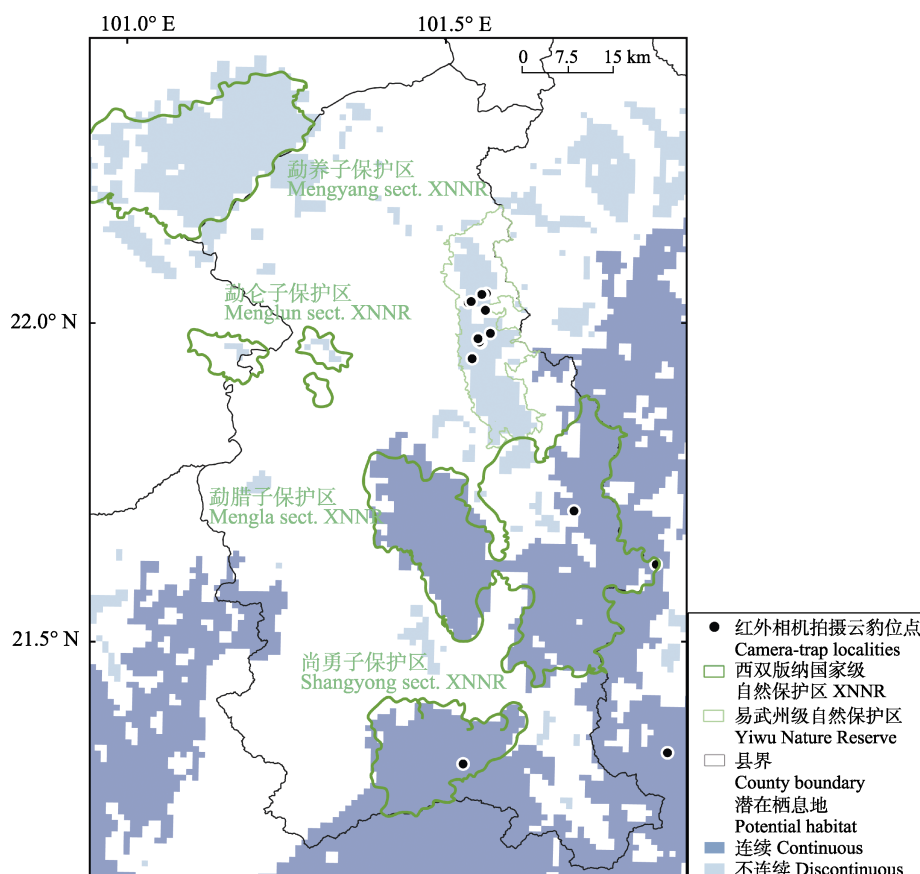 101.0° E
101.5° E
0 7.5 15 km
勐养子保护区
Mengyang sect. XNNR
勐仑子保护区
Menglun sect. XNNR
22.0° N
勐腊子保护区
Mengla sect. XNNR
21.5° N
尚勇子保护区
Shangyong sect. XNNR
红外相机拍摄云豹位点
Camera-trap localities
西双版纳国家级
自然保护区 XNNR
易武州级自然保护区
Yiwu Nature Reserve
县界
County boundary
潜在栖息地
Potential habitat
连续 Continuous
不连续 Discontinuous